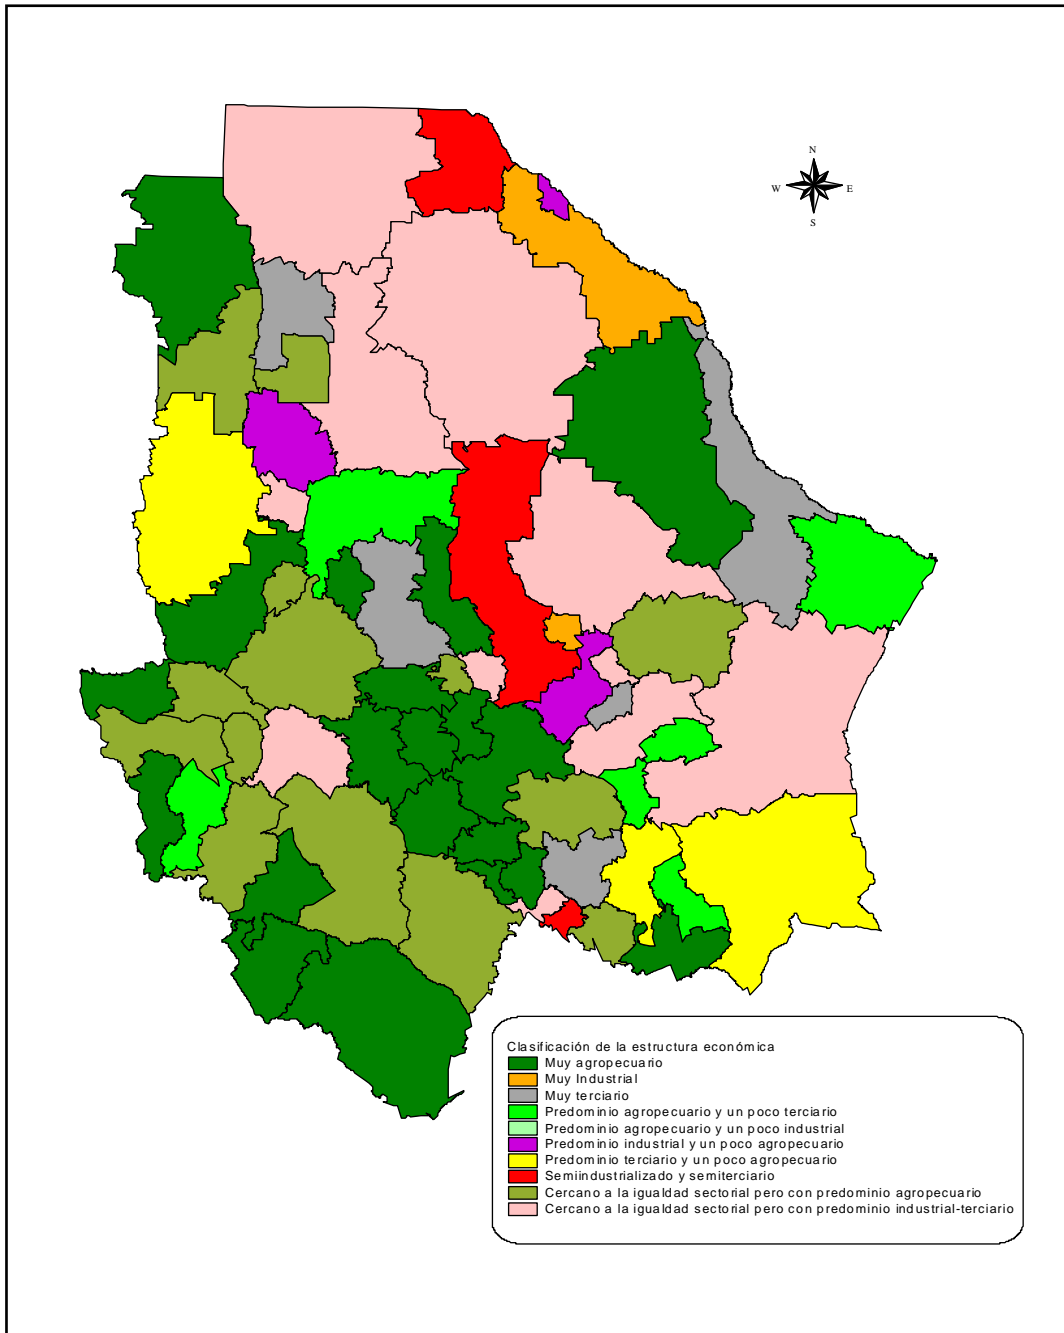 N
W
E
S
Clasificación de la estructura económica
Muy agropecuario
Muy Industrial
Muy terciario
Predominio agropecuario y un poco terciario
Predominio agropecuario y un poco industrial
Predominio industrial y un poco agropecuario
Predominio terciario y un poco agropecuario
Semiindustrializado y semiterciario
Cercano a la igualdad sectorial pero con predominio agropecuario
Cercano a la igualdad sectorial pero con predominio industrial-terciario